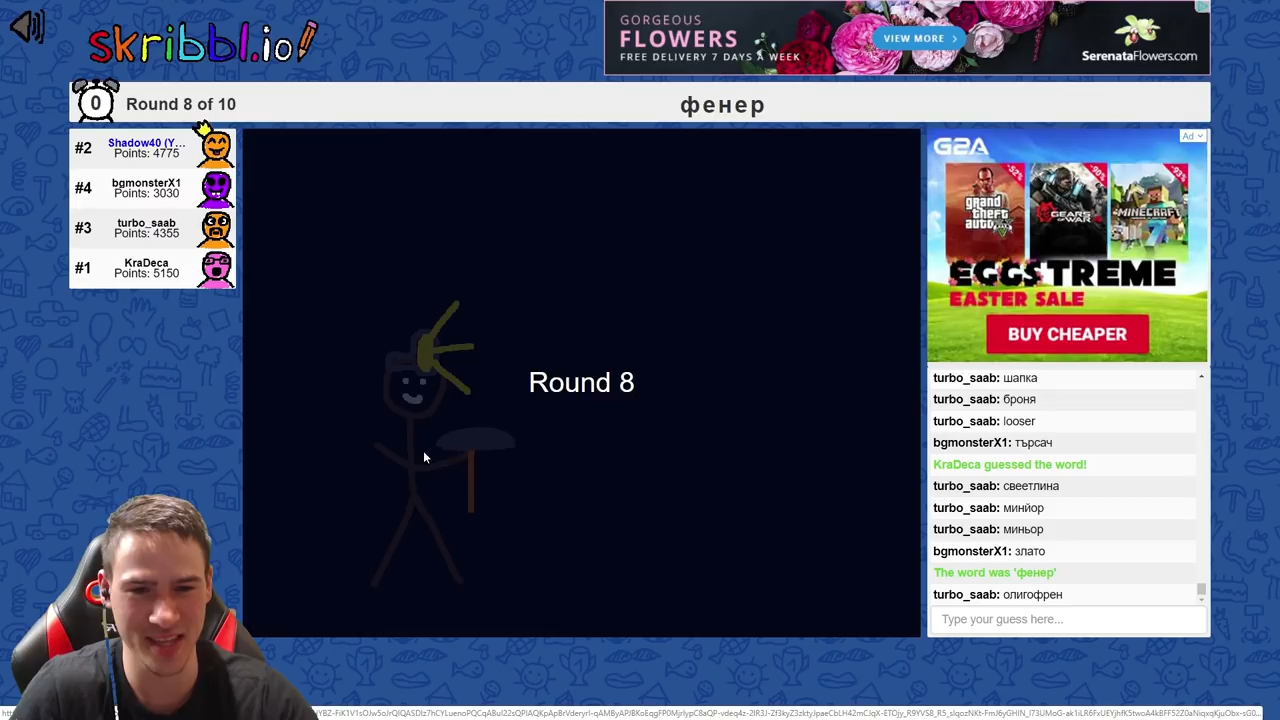 skribbl.io
GORGEOUS
FLOWERS
FREE DELIVERY 7 DAYS A WEEK
VIEW MORE >
SerenataFlowers.com
0
Round 8 of 10
фенер
#2
Shadow40 (Y...
Points: 4775
#4
bgmonsterX1
Points: 3030
#3
turbo_saab
Points: 4355
#1
KraDeca
Points: 5150
Round 8
G2A
Ad
-52%
-90%
-93%
grand
theft
auto
GEARS
OF WAR
MINECRAFT
EGGSTREME
EASTER SALE
BUY CHEAPER
turbo_saab: шапка
turbo_saab: броня
turbo_saab: looser
bgmonsterX1: търсач
KraDeca guessed the word!
turbo_saab: свеетлина
turbo_saab: минйор
turbo_saab: миньор
bgmonsterX1: злато
The word was 'фенер'
turbo_saab: олигофрен
Type your guess here...